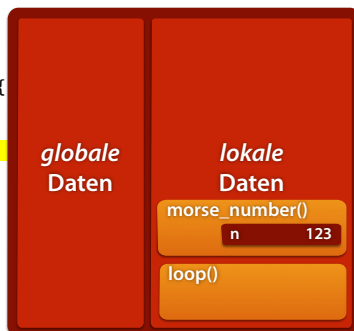 {
globale
Daten
lokale
Daten
morse_number()
n 123
loop()